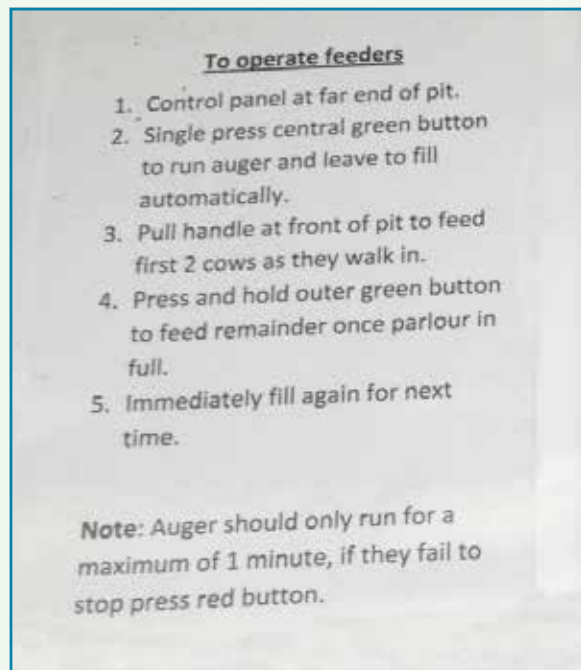 To operate feeders
1. Control panel at far end of pit.
2. Single press central green button
to run auger and leave to fill
automatically.
3. Pull handle at front of pit to feed
first 2 cows as they walk in.
4. Press and hold outer green button
to feed remainder once parlour in
full.
5. Immediately fill again for next
time.
Note: Auger should only run for a
maximum of 1 minute, if they fail to
stop press red button.